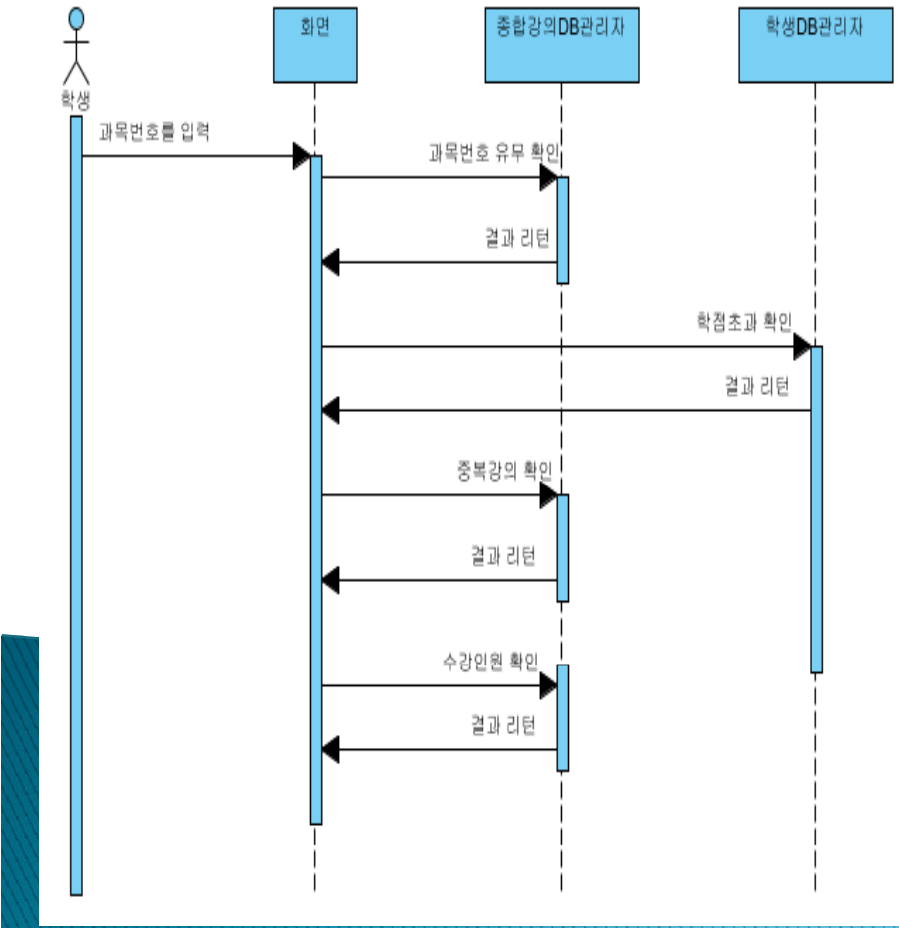 화면
종합강의DB관리자
학생DB관리자
학생
과목번호를 입력
과목번호 유무 확인
결과 리턴
학점초과 확인
결과 리턴
중복강의 확인
결과 리턴
수강인원 확인
결과 리턴